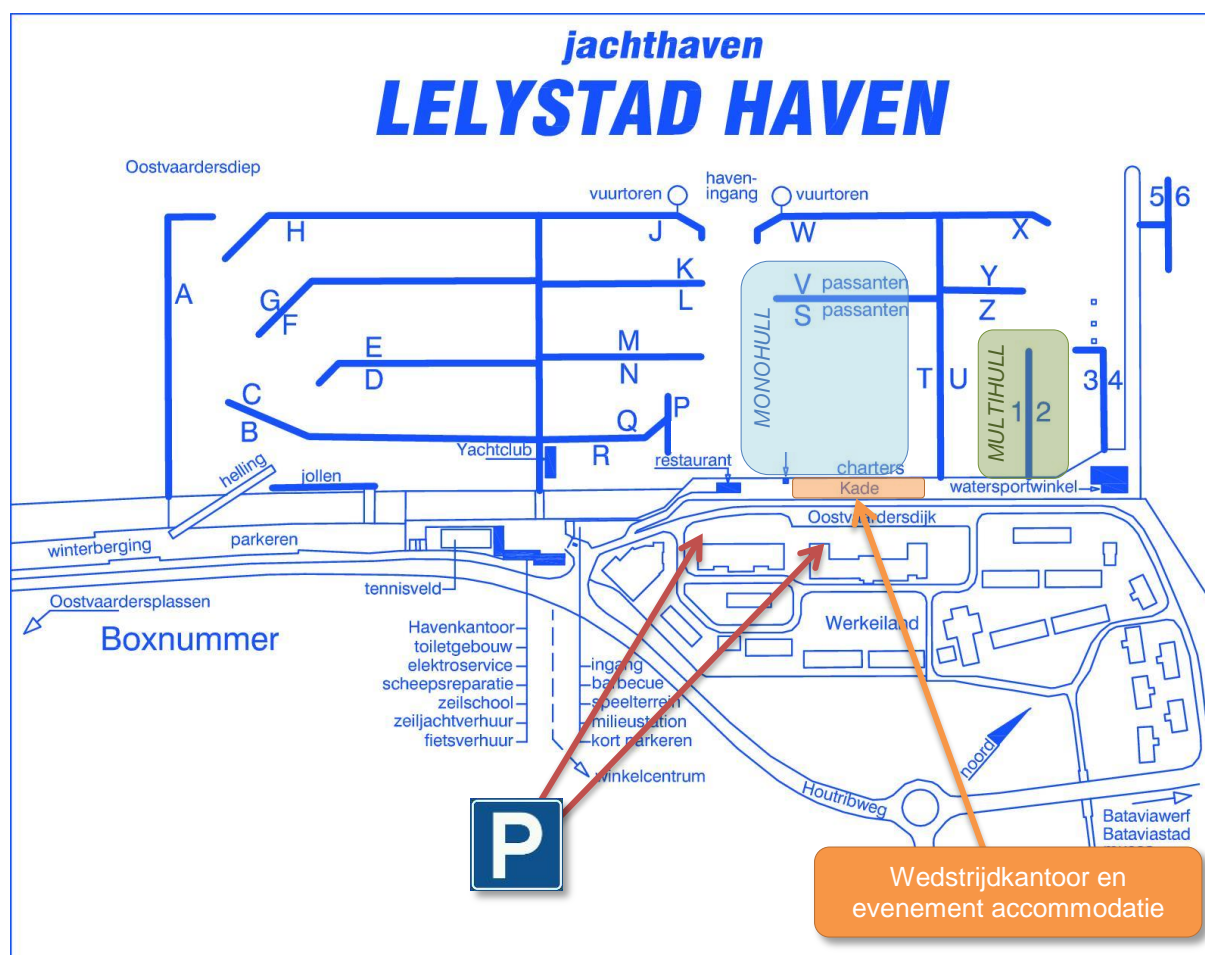 jachthaven
LELYSTAD HAVEN
Oostvaardersdiep
vuurtoren
haven-
ingang
vuurtoren
5 6
H
J
W
X
A
G
F
K
L
V passanten
S passanten
Y
Z
E
D
M
N
MONOHULL
T U
MULTIHULL
1 2
3 4
C
B
Q
P
R
Yachtclub
helling
jollen
restaurant
charters
Kade
watersportwinkel
Oostvaardersdijk
winterberging
parkeren
tennisveld
Oostvaardersplassen
Boxnummer
Werkeiland
Havenkantoor
toiletgebouw
elektroservice
scheepsreparatie
zeilschool
zeiljachtverhuur
fietsverhuur
ingang
barbecue
speelterrein
milieustation
kort parkeren
winkelcentrum
noord
Houtribweg
P
Bataviawerf
Bataviastad
Wedstrijdkantoor en
evenement accommodatie